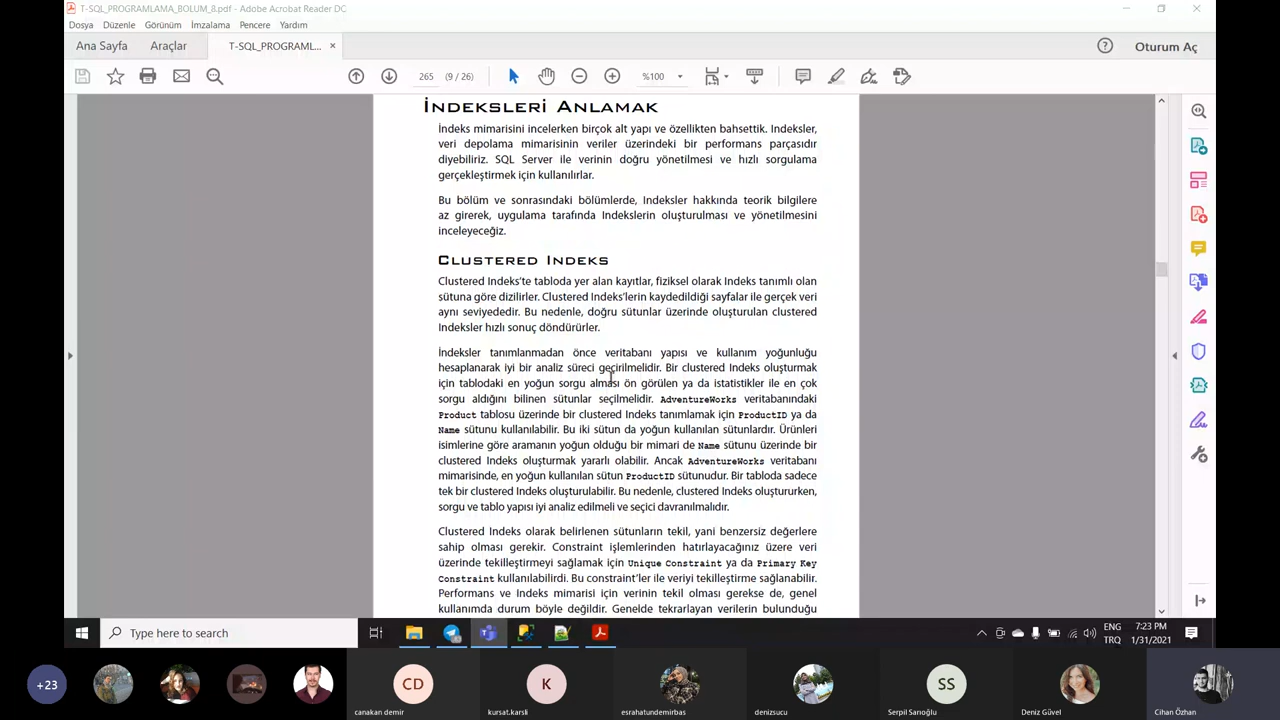 T-SQL_PROGRAMLAMA_BOLUM_8.pdf - Adobe Acrobat Reader DC
Dosya Düzenle Görünüm İmzalama Pencere Yardım
Ana Sayfa Araçlar T-SQL_PROGRAML... × Oturum Aç
265 (9 / 26) %100
İNDEKSLERİ ANLAMAK
İndeks mimarisini incelerken birçok alt yapı ve özellikten bahsettik. Indeksler,
veri depolama mimarisinin veriler üzerindeki bir performans parçasıdır
diyebiliriz. SQL Server ile verinin doğru yönetilmesi ve hızlı sorgulama
gerçekleştirmek için kullanılırlar.
Bu bölüm ve sonrasındaki bölümlerde, Indeksler hakkında teorik bilgilere
az girerek, uygulama tarafında Indekslerin oluşturulması ve yönetilmesini
inceleyeceğiz.
CLUSTERED INDEKS
Clustered Indeks'te tabloda yer alan kayıtlar, fiziksel olarak Indeks tanımlı olan
sütuna göre dizilirler. Clustered Indeks'lerin kaydedildiği sayfalar ile gerçek veri
aynı seviyededir. Bu nedenle, doğru sütunlar üzerinde oluşturulan clustered
Indeksler hızlı sonuç döndürürler.
İndeksler tanımlanmadan önce veritabanı yapısı ve kullanım yoğunluğu
hesaplanarak iyi bir analiz süreci geçirilmelidir. Bir clustered Indeks oluşturmak
için tablodaki en yoğun sorgu alması ön görülen ya da istatistikler ile en çok
sorgu aldığını bilinen sütunlar seçilmelidir. AdventureWorks veritabanındaki
Product tablosu üzerinde bir clustered Indeks tanımlamak için ProductID ya da
Name sütunu kullanılabilir. Bu iki sütun da yoğun kullanılan sütunlardır. Ürünleri
isimlerine göre aramanın yoğun olduğu bir mimari de Name sütunu üzerinde bir
clustered Indeks oluşturmak yararlı olabilir. Ancak AdventureWorks veritabanı
mimarisinde, en yoğun kullanılan sütun ProductID sütunudur. Bir tabloda sadece
tek bir clustered Indeks oluşturulabilir. Bu nedenle, clustered Indeks oluştururken,
sorgu ve tablo yapısı iyi analiz edilmeli ve seçici davranılmalıdır.
Clustered Indeks olarak belirlenen sütunların tekil, yani benzersiz değerlere
sahip olması gerekir. Constraint işlemlerinden hatırlayacağınız üzere veri
üzerinde tekilleştirmeyi sağlamak için Unique Constraint ya da Primary Key
Constraint kullanılabilirdi. Bu constraint'ler ile veriyi tekilleştirme sağlanabilir.
Performans ve Indeks mimarisi için verinin tekil olması gerekse de, genel
kullanımda durum böyle değildir. Genelde tekrarlayan verilerin bulunduğu
Type here to search
ENG 7:23 PM
TRQ 1/31/2021
+23 CD K SS
canakan demir kursat.karsli esrahatundemirbas denizsucu Serpil Sarıoğlu Deniz Güvel Cihan Özhan